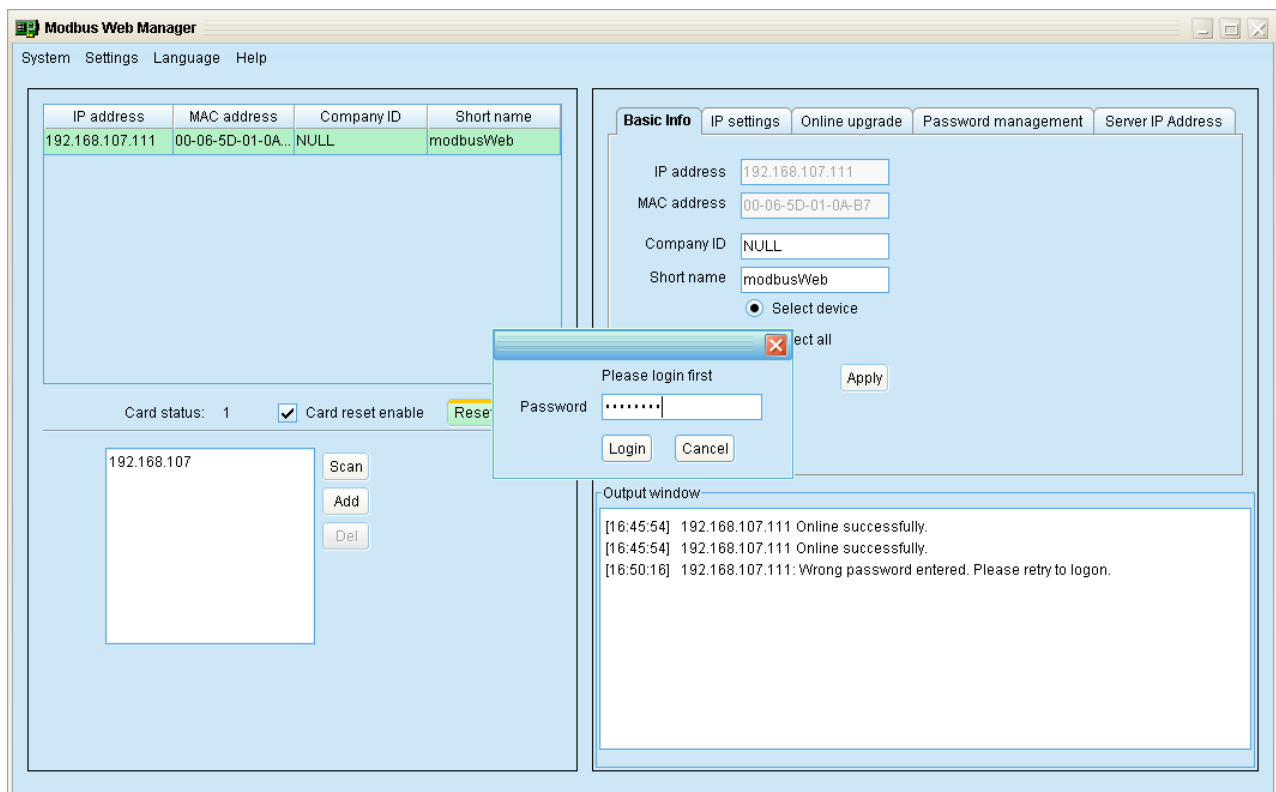 Modbus Web Manager
System Settings Language Help
IP address MAC address Company ID Short name
192.168.107.111 00-06-5D-01-0A... NULL modbusWeb
Card status: 1 Card reset enable
192.168.107
Scan
Add
Del
Basic Info IP settings Online upgrade Password management Server IP Address
IP address 192.168.107.111
MAC address 00-06-5D-01-0A-B7
Company ID NULL
Short name modbusWeb
Select device
all
Apply
Please login first
Password ········
Login Cancel
Output window
[16:45:54] 192.168.107.111 Online successfully.
[16:45:54] 192.168.107.111 Online successfully.
[16:50:16] 192.168.107.111: Wrong password entered. Please retry to logon.